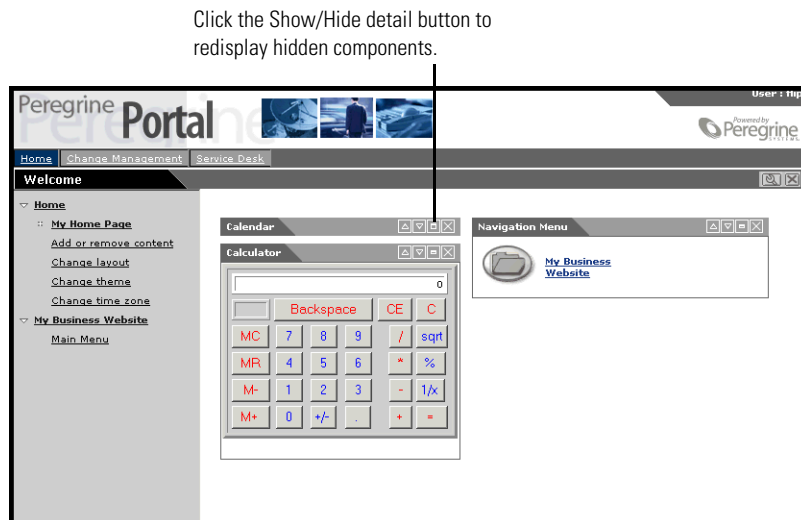 Click the Show/Hide detail button to
redisplay hidden components.
Peregrine Portal
User : flip
Powered by
Peregrine
SYSTEMS
Home Change Management Service Desk
Welcome
Home
My Home Page
Add or remove content
Change layout
Change theme
Change time zone
My Business Website
Main Menu
Calendar
Calculator
0
Backspace CE C
MC 7 8 9 / sqrt
MR 4 5 6 * %
M- 1 2 3 - 1/x
M+ 0 +/- . + =
Navigation Menu
My Business
Website